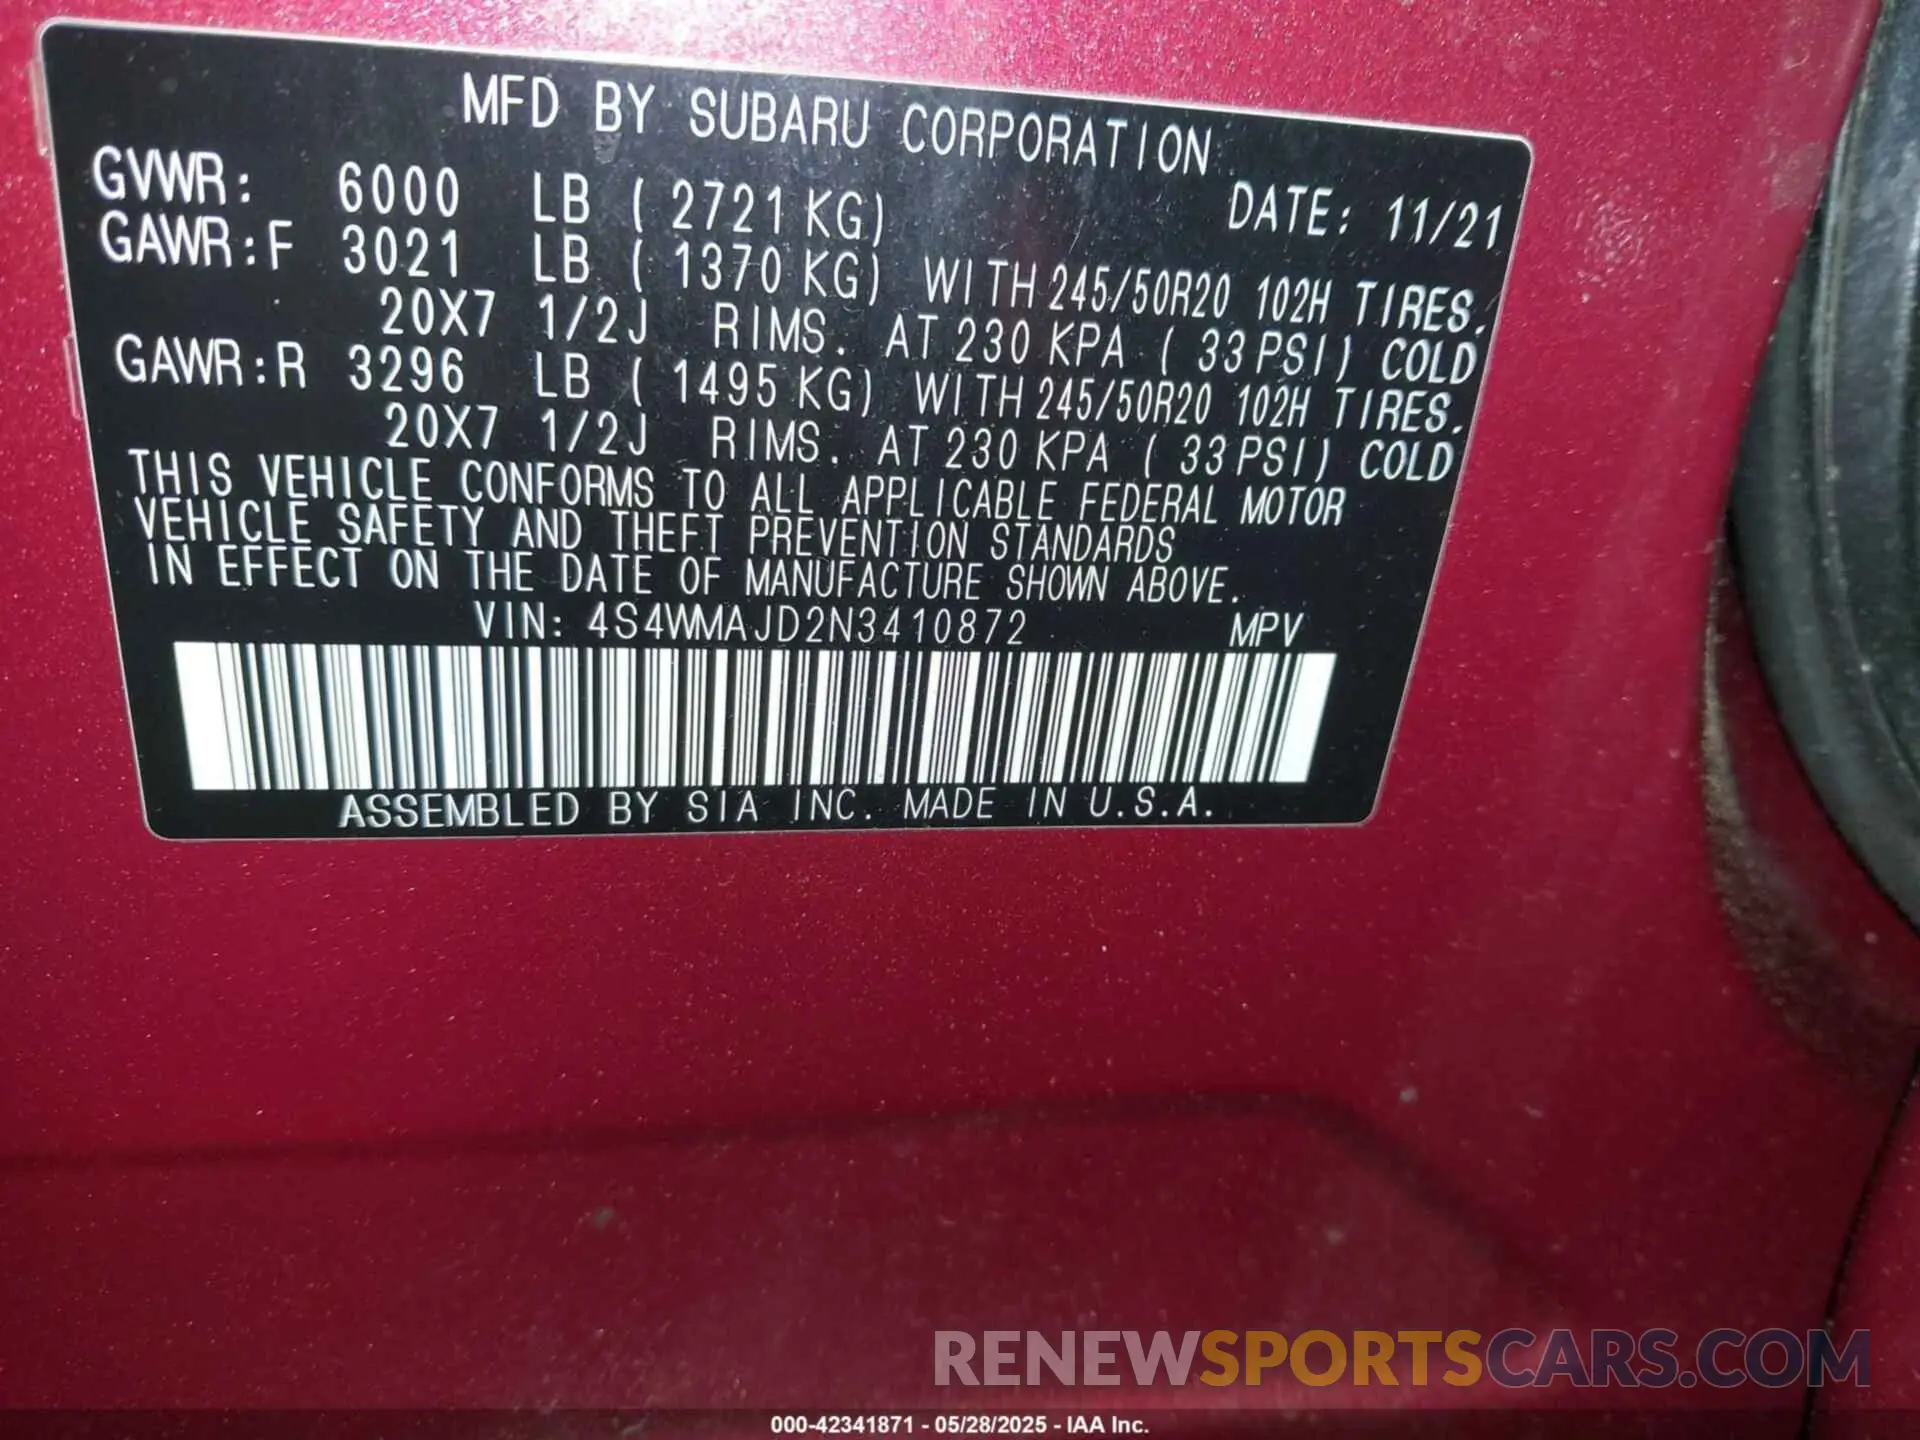 MFD BY SUBARU CORPORATION
GVWR: 6000 LB ( 2721 KG) DATE: 11/21
GAWR:F 3021 LB ( 1370 KG) WITH 245/50R20 102H TIRES.
20X7 1/2J RIMS. AT 230 KPA ( 33 PSI) COLD
GAWR:R 3296 LB ( 1495 KG) WITH 245/50R20 102H TIRES.
20X7 1/2J RIMS. AT 230 KPA ( 33 PSI) COLD
THIS VEHICLE CONFORMS TO ALL APPLICABLE FEDERAL MOTOR
VEHICLE SAFETY AND THEFT PREVENTION STANDARDS
IN EFFECT ON THE DATE OF MANUFACTURE SHOWN ABOVE.
VIN: 4S4WMAJD2N3410872 MPV
ASSEMBLED BY SIA INC. MADE IN U.S.A.
RENEWSPORTSCARS.COM
000-42341871 - 05/28/2025 - IAA Inc.